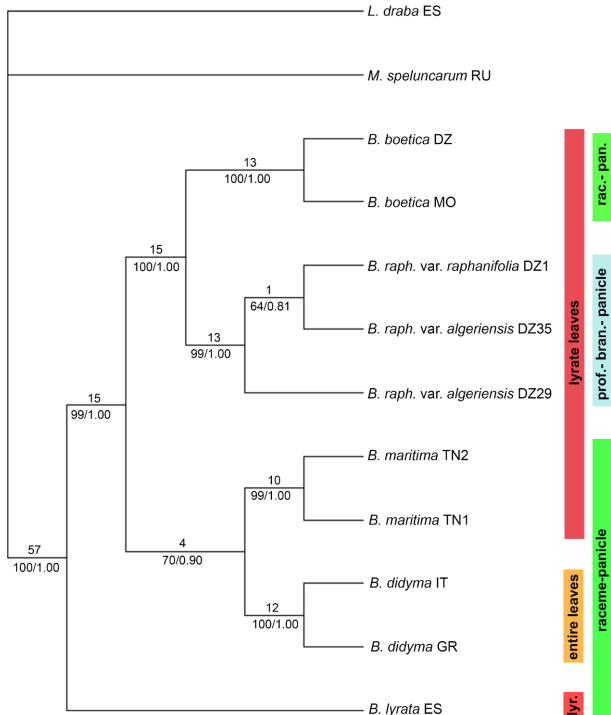 L. draba ES
M. speluncarum RU
B. boetica DZ
13
100/1.00
B. boetica MO
15
100/1.00
B. raph. var. raphanifolia DZ1
1
64/0.81
B. raph. var. algeriensis DZ35
13
99/1.00
B. raph. var. algeriensis DZ29
15
99/1.00
B. maritima TN2
10
99/1.00
B. maritima TN1
4
70/0.90
57
100/1.00
B. didyma IT
12
100/1.00
B. didyma GR
B. lyrata ES
lyrate leaves
entire leaves
lyr.
rac.- pan.
prof.- bran.- panicle
raceme-panicle